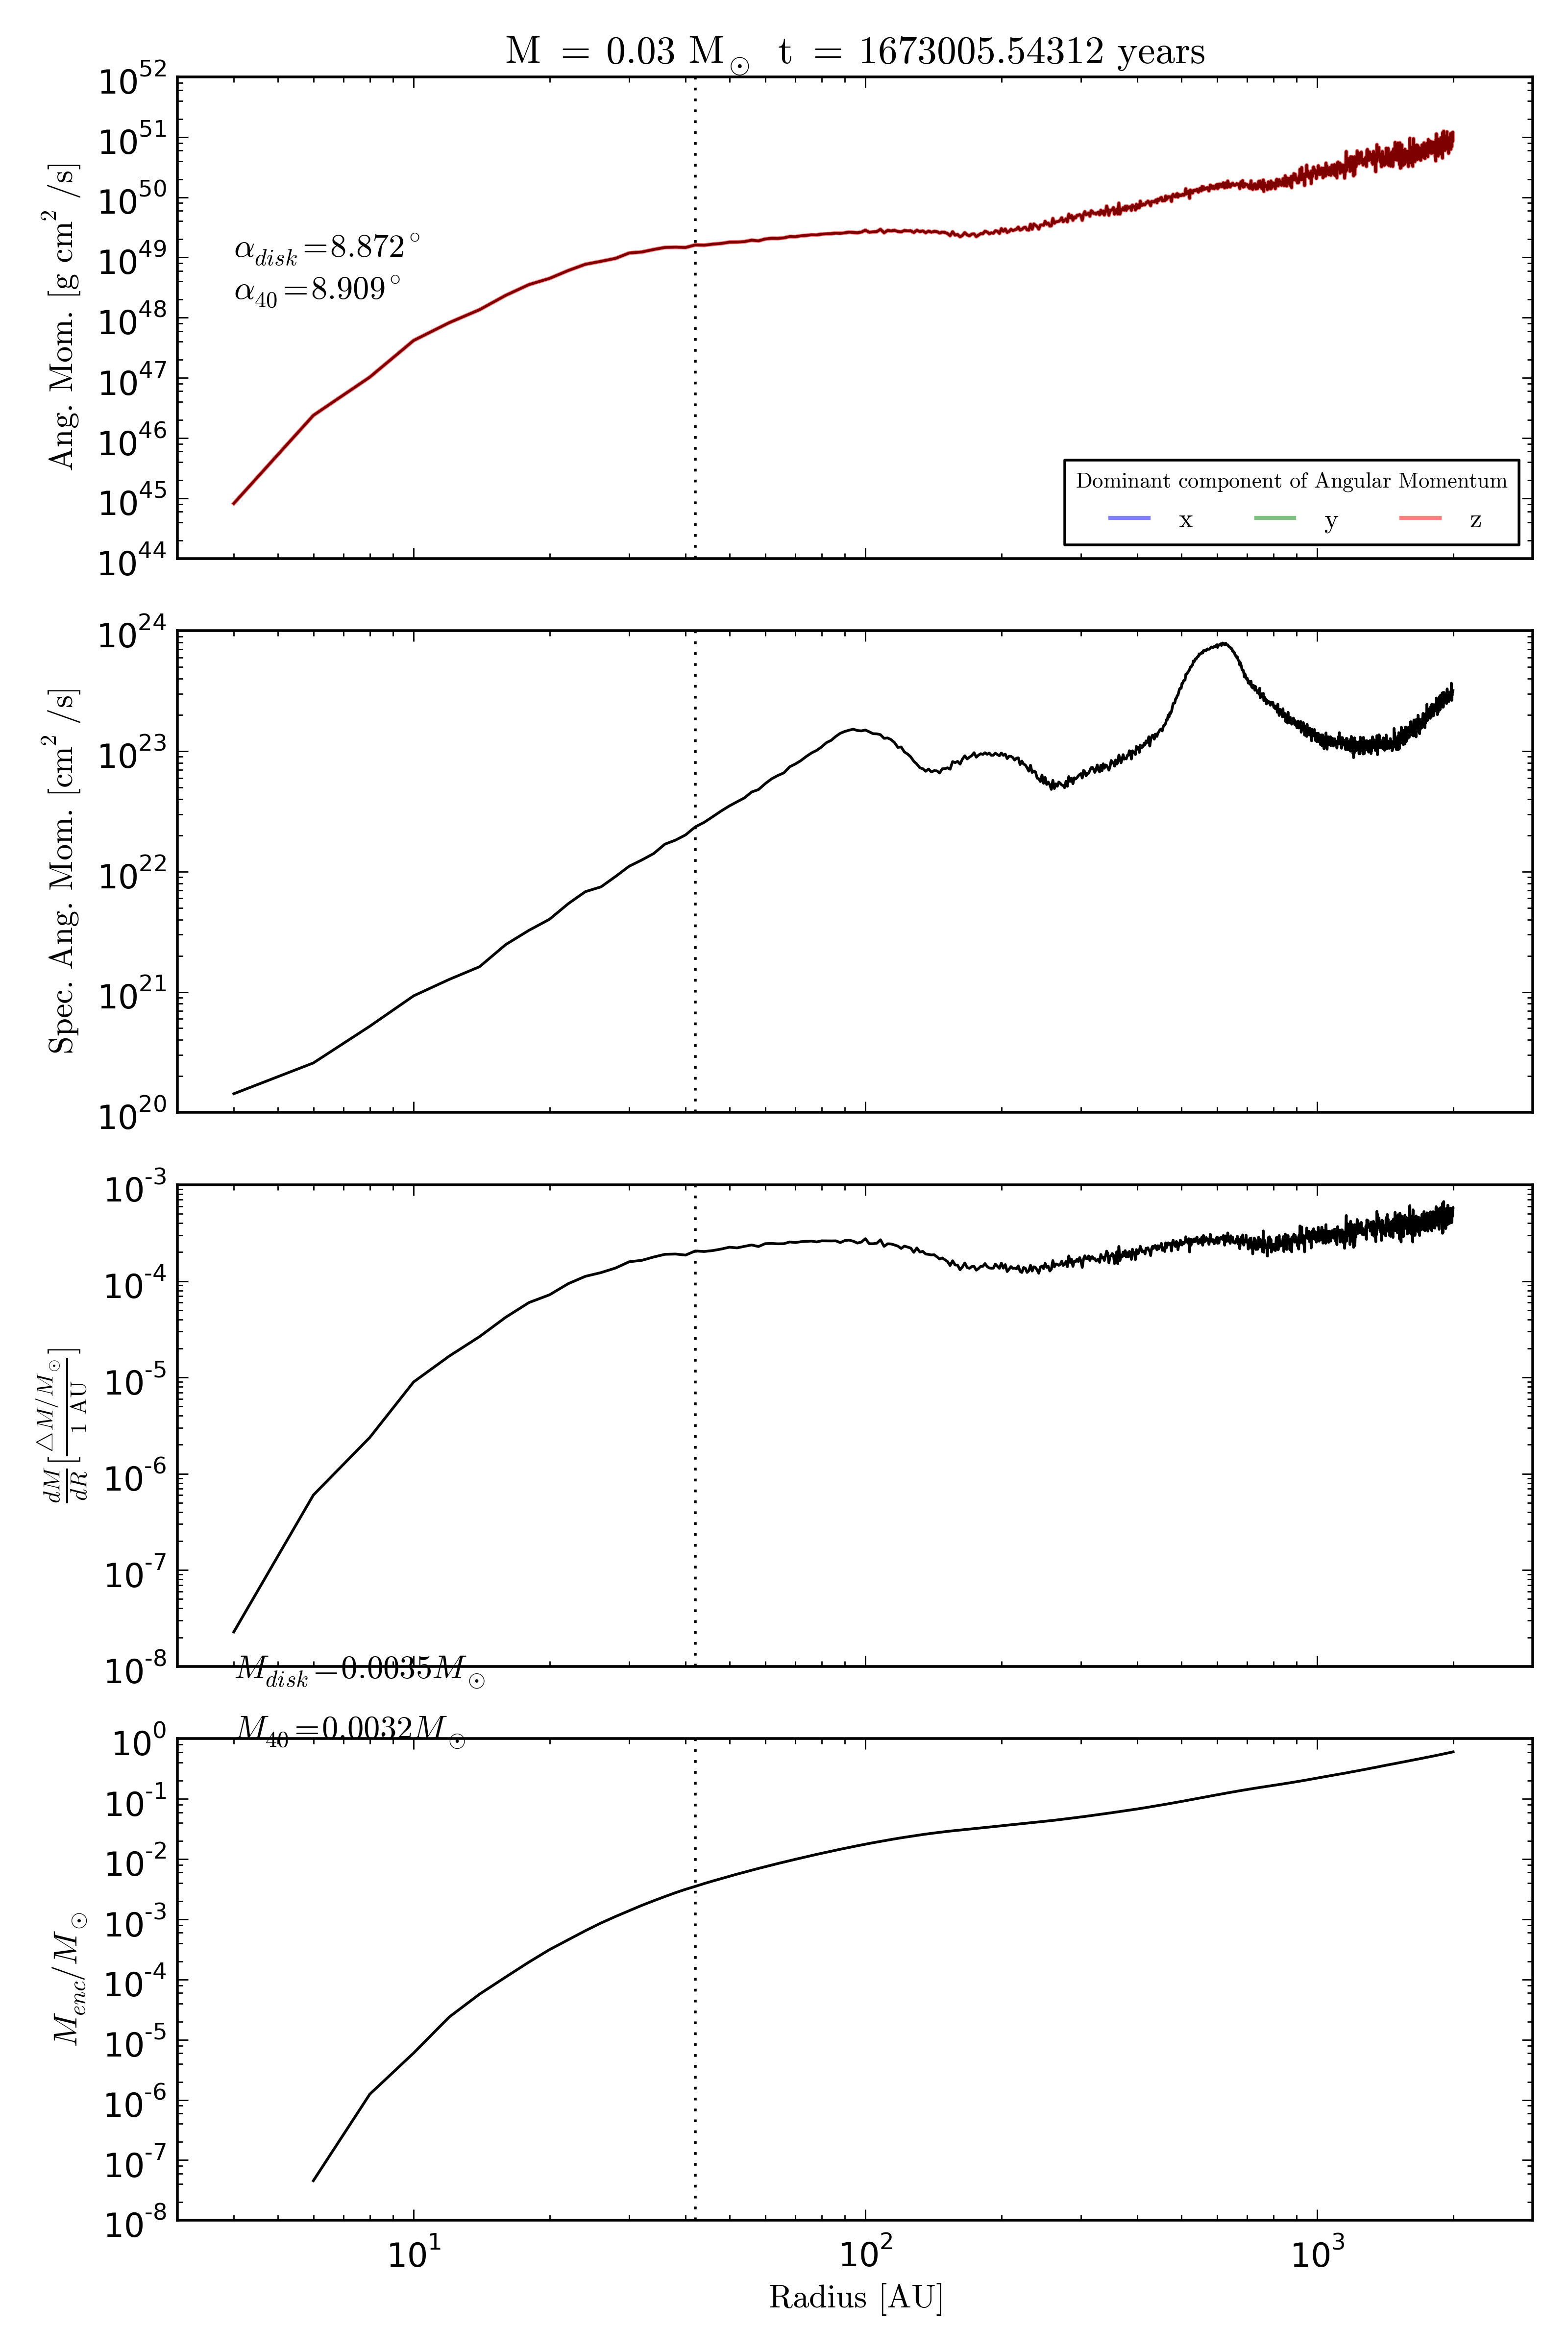 M = 0.03 M⊙ t = 1673005.54312 years
10^52
10^51
10^50
10^49
10^48
10^47
10^46
10^45
10^44
Ang. Mom. [g cm^2 /s]
α_disk=8.872°
α_40=8.909°
Dominant component of Angular Momentum
x y z
10^24
10^23
10^22
10^21
10^20
Spec. Ang. Mom. [cm^2 /s]
10^-3
10^-4
10^-5
10^-6
10^-7
10^-8
dM/dR [△M/M⊙ / 1 AU]
M_disk=0.0035M⊙
M_40=0.0032M⊙
10^0
10^-1
10^-2
10^-3
10^-4
10^-5
10^-6
10^-7
10^-8
M_enc/M⊙
10^1 10^2 10^3
Radius [AU]